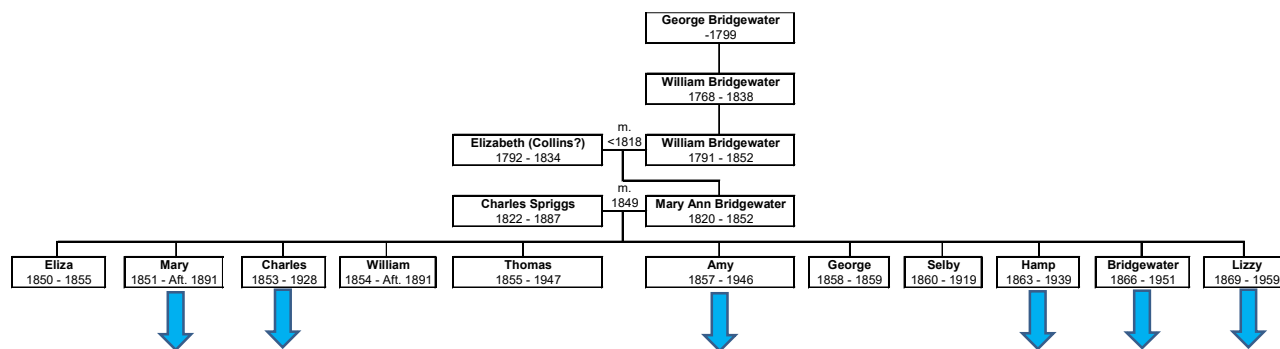 George Bridgewater
-1799
William Bridgewater
1768 - 1838
m.
<1818
Elizabeth (Collins?)
1792 - 1834
William Bridgewater
1791 - 1852
m.
1849
Charles Spriggs
1822 - 1887
Mary Ann Bridgewater
1820 - 1852
Eliza
1850 - 1855
Mary
1851 - Aft. 1891
Charles
1853 - 1928
William
1854 - Aft. 1891
Thomas
1855 - 1947
Amy
1857 - 1946
George
1858 - 1859
Selby
1860 - 1919
Hamp
1863 - 1939
Bridgewater
1866 - 1951
Lizzy
1869 - 1959